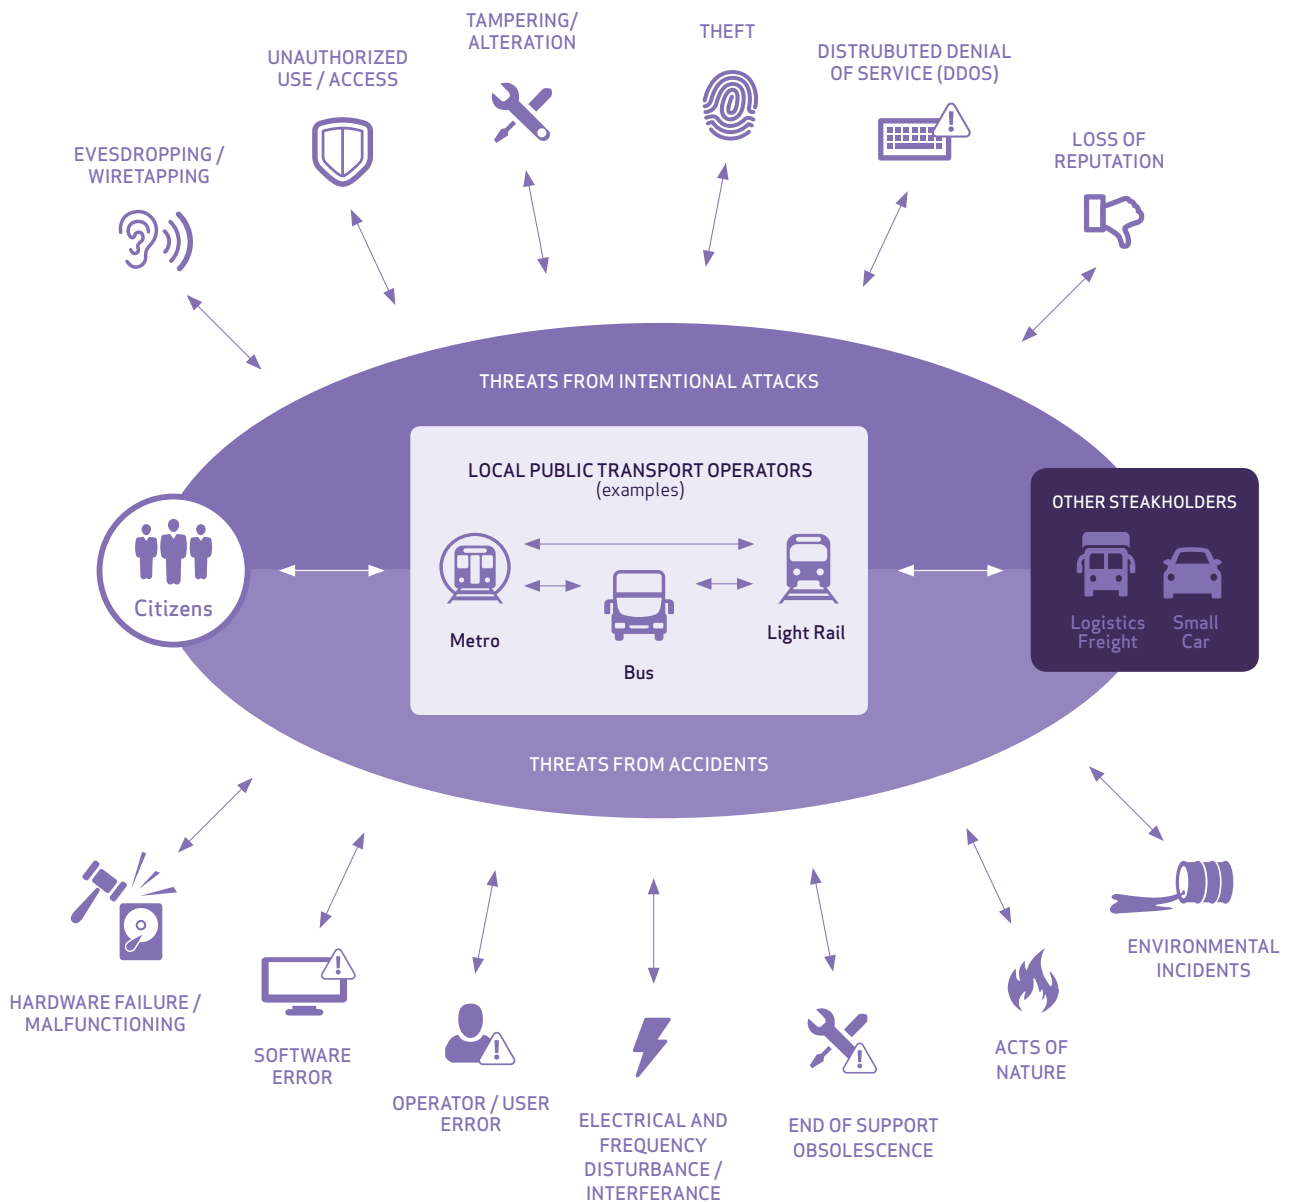 TAMPERING/
ALTERATION
THEFT
UNAUTHORIZED
USE / ACCESS
DISTRUBUTED DENIAL
OF SERVICE (DDOS)
EVESDROPPING /
WIRETAPPING
LOSS OF
REPUTATION
THREATS FROM INTENTIONAL ATTACKS
LOCAL PUBLIC TRANSPORT OPERATORS
(examples)
OTHER STEAKHOLDERS
Citizens
Metro
Bus
Light Rail
Logistics
Freight
Small
Car
THREATS FROM ACCIDENTS
HARDWARE FAILURE /
MALFUNCTIONING
SOFTWARE
ERROR
OPERATOR / USER
ERROR
ELECTRICAL AND
FREQUENCY
DISTURBANCE /
INTERFERANCE
END OF SUPPORT
OBSOLESCENCE
ACTS OF
NATURE
ENVIRONMENTAL
INCIDENTS